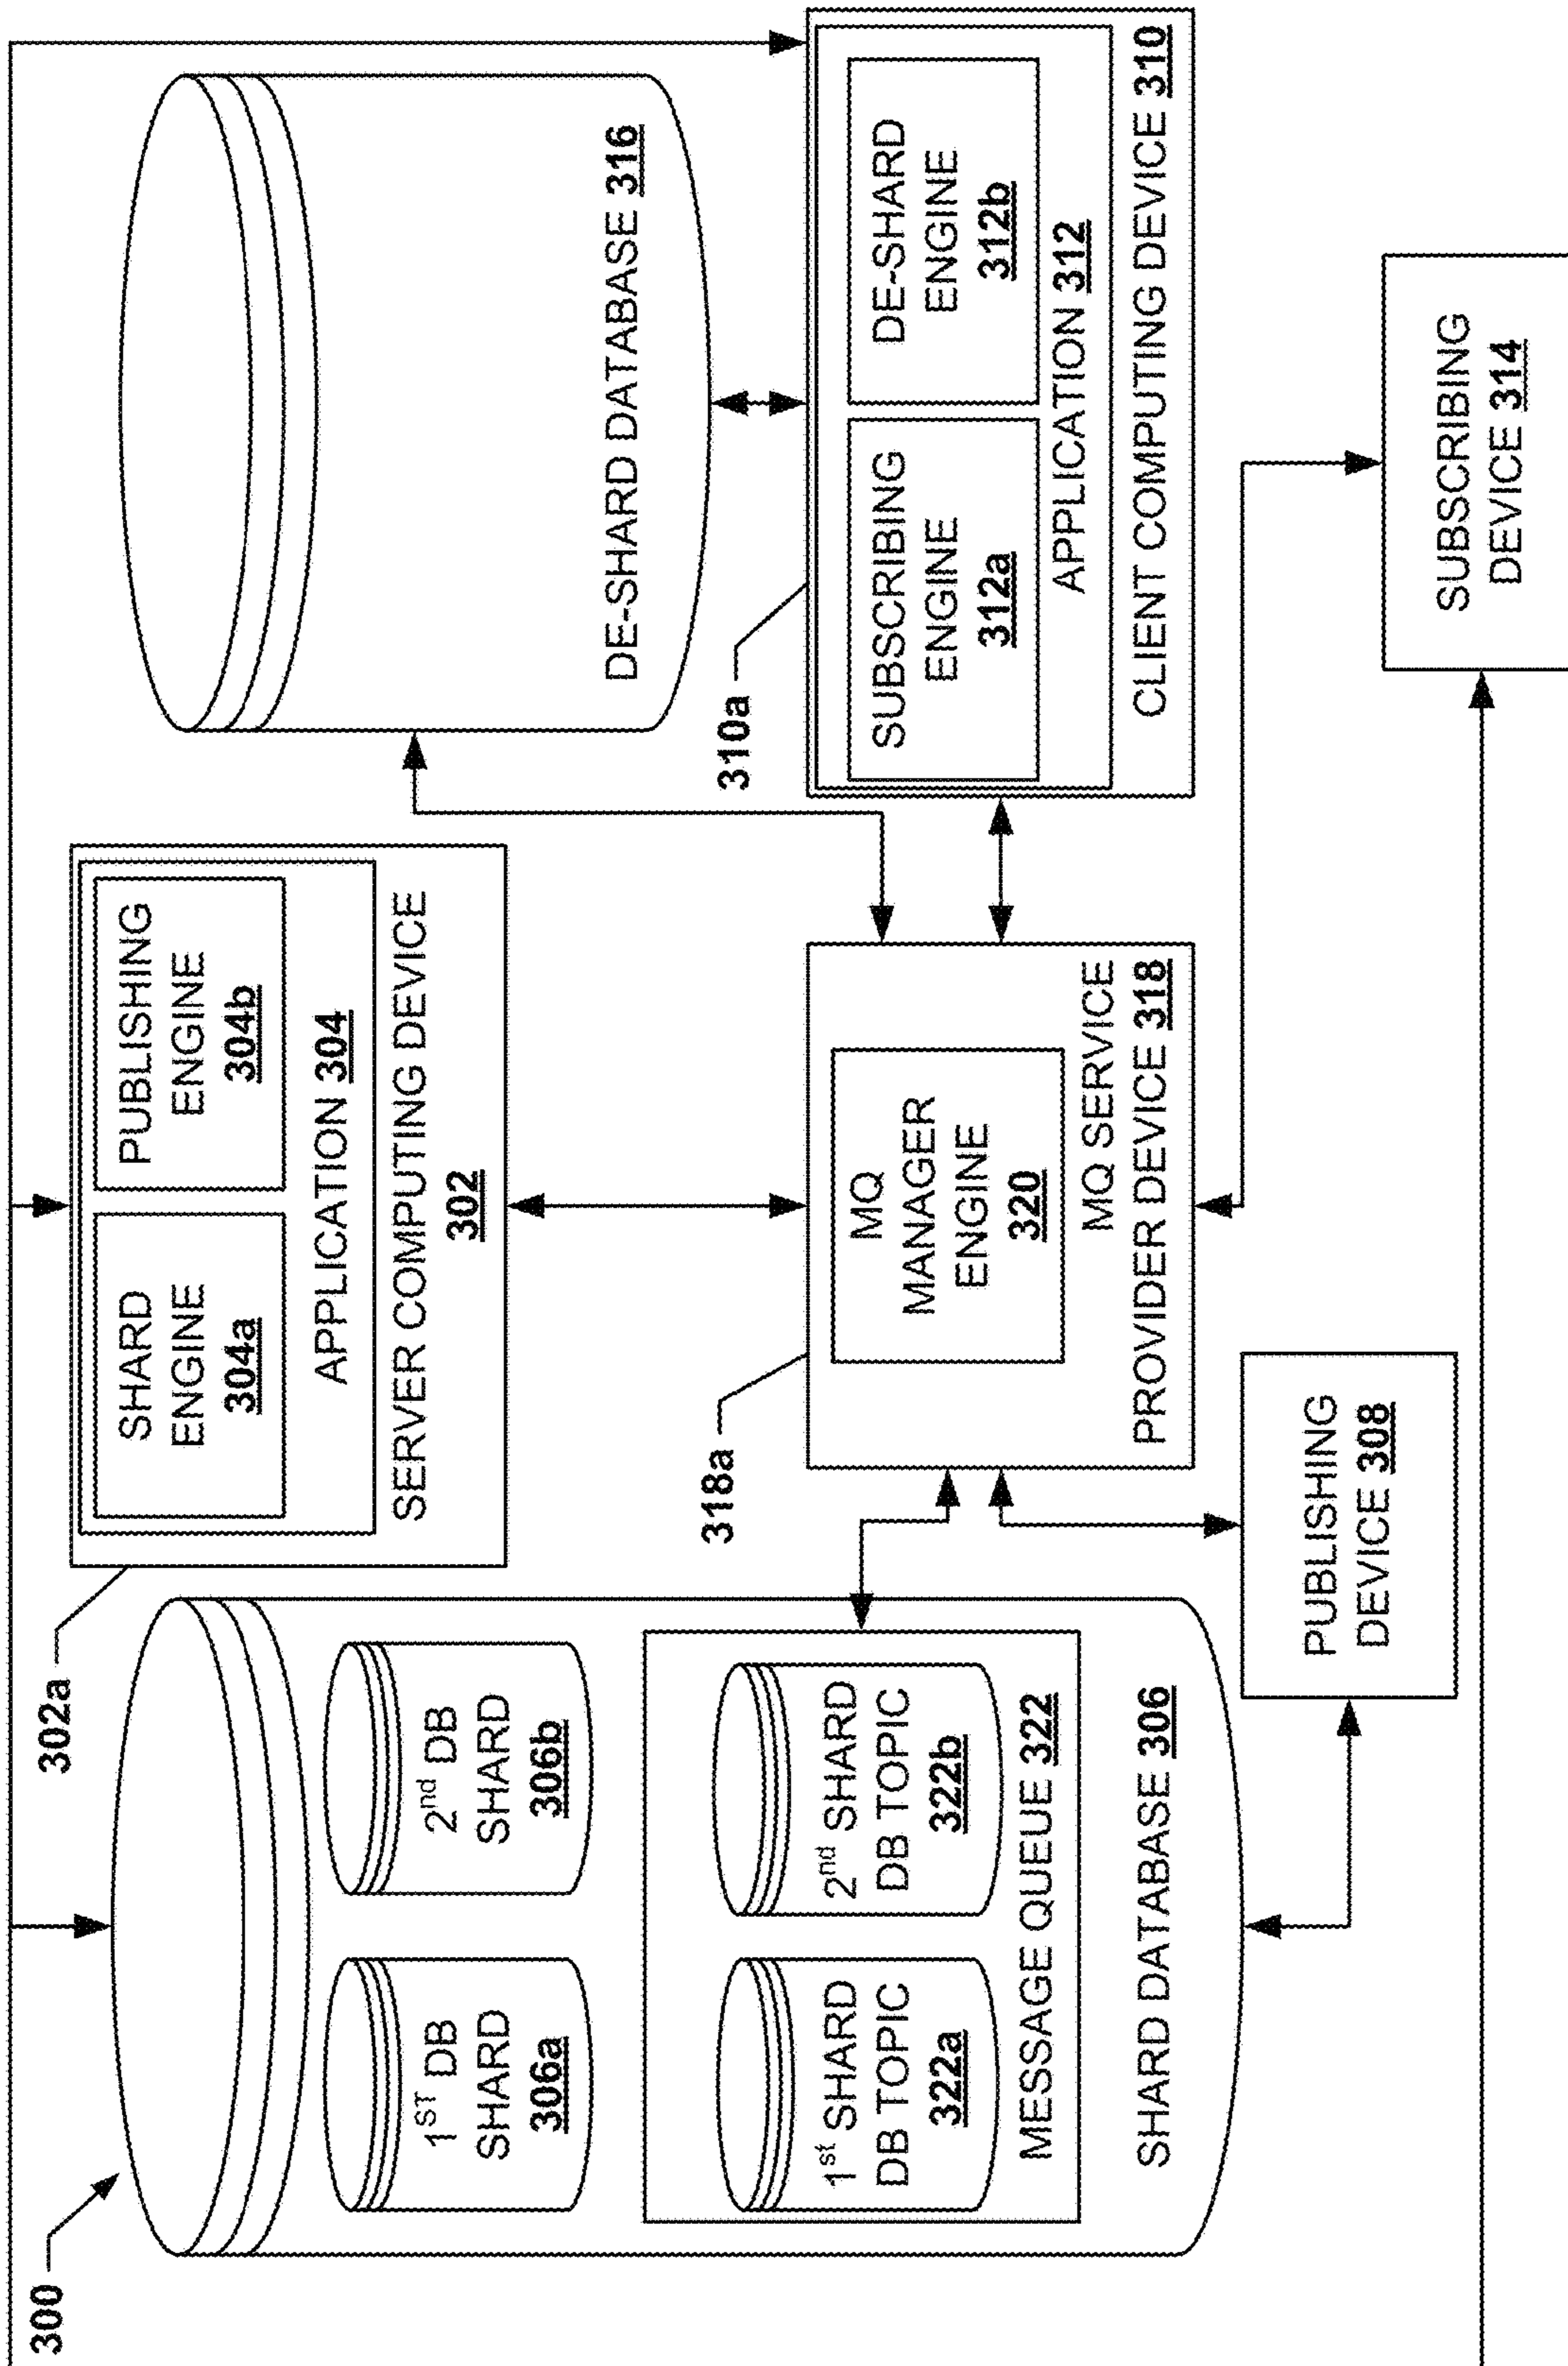 300
302a
1ST DB
SHARD
306a
2nd DB
SHARD
306b
1st SHARD
DB TOPIC
322a
2nd SHARD
DB TOPIC
322b
MESSAGE QUEUE 322
SHARD DATABASE 306
SHARD
ENGINE
304a
PUBLISHING
ENGINE
304b
APPLICATION 304
SERVER COMPUTING DEVICE
302
DE-SHARD DATABASE 316
318a
MQ
MANAGER
ENGINE
320
MQ SERVICE
PROVIDER DEVICE 318
310a
SUBSCRIBING
ENGINE
312a
DE-SHARD
ENGINE
312b
APPLICATION 312
CLIENT COMPUTING DEVICE 310
PUBLISHING
DEVICE 308
SUBSCRIBING
DEVICE 314